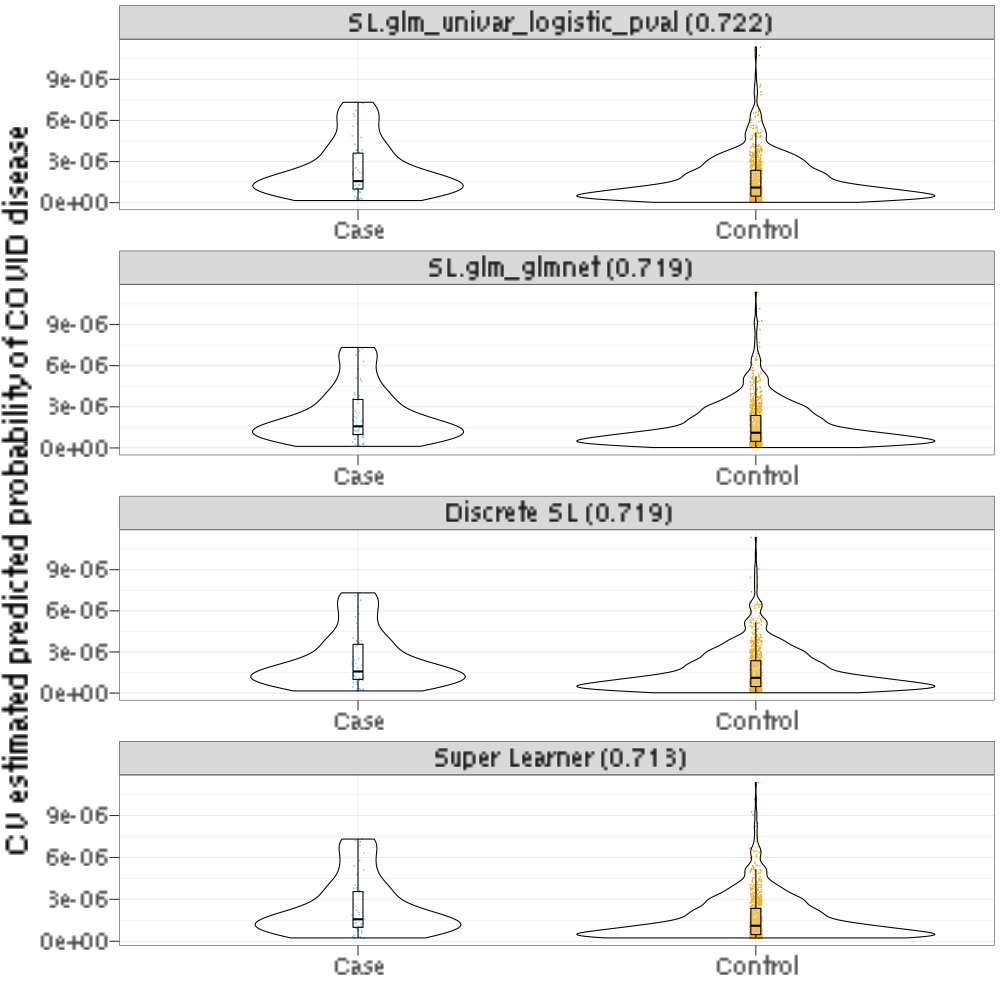 SL.glm_univar_logistic_pval (0.722)
9e-06
6e-06
3e-06
0e+00
Case Control
SL.glm_glmnet (0.719)
9e-06
6e-06
3e-06
0e+00
Case Control
Discrete SL (0.719)
9e-06
6e-06
3e-06
0e+00
Case Control
Super Learner (0.713)
9e-06
6e-06
3e-06
0e+00
Case Control
CV estimated predicted probability of COVID disease